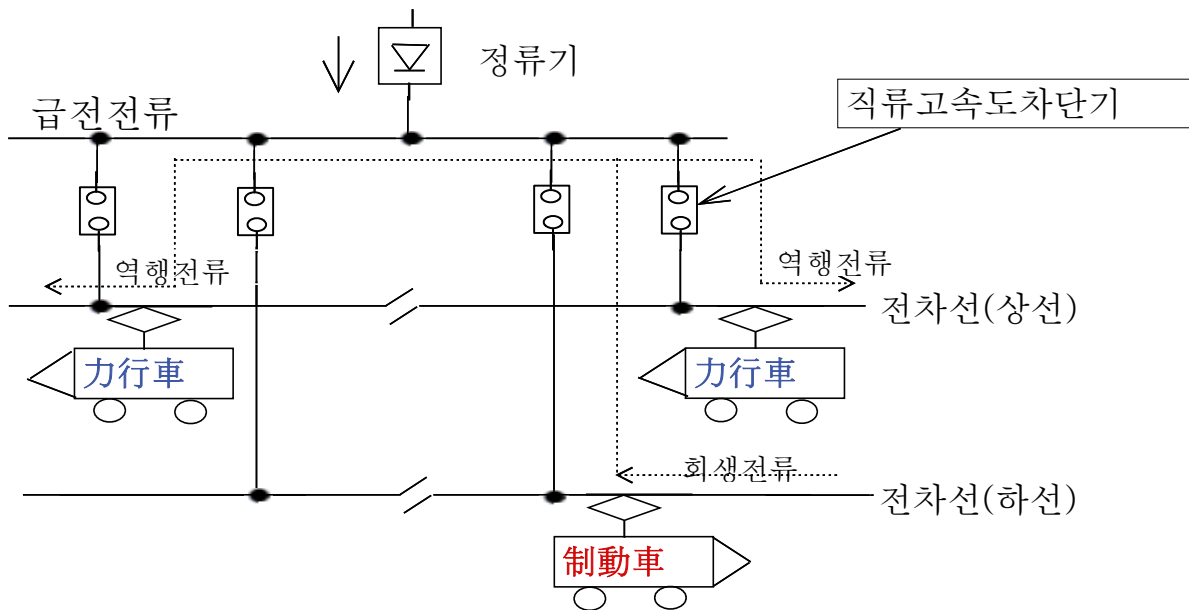 정류기
직류고속도차단기
급전전류
역행전류
역행전류
전차선(상선)
力行車
力行車
회생전류
전차선(하선)
制動車